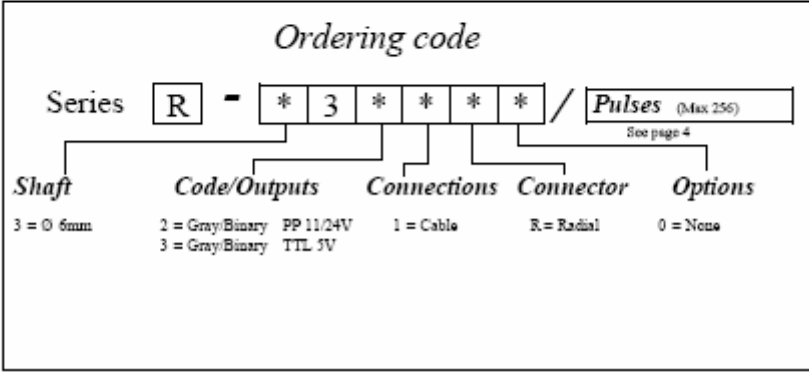 Ordering code
Series R - * 3 * * * * / Pulses (Max 256)
See page 4
Shaft Code/Outputs Connections Connector Options
3 = Ø 6mm 2 = Gray/Binary PP 11/24V 1 = Cable R = Radial 0 = None
3 = Gray/Binary TTL 5V